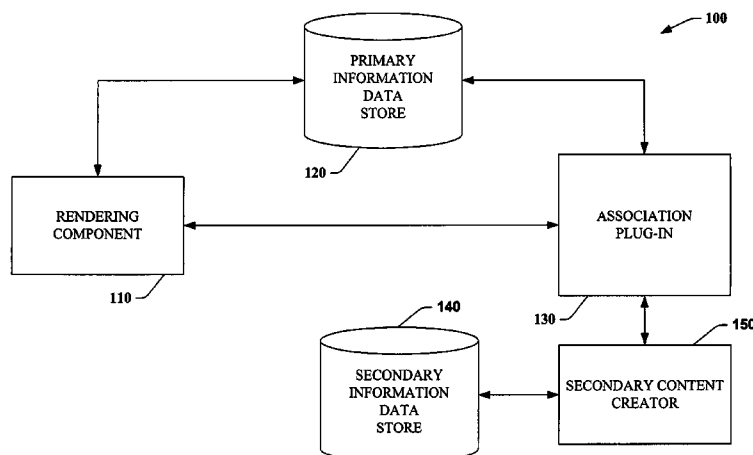 100
PRIMARY
INFORMATION
DATA
STORE
120
RENDERING
COMPONENT
110
ASSOCIATION
PLUG-IN
130
140
SECONDARY
INFORMATION
DATA
STORE
150
SECONDARY CONTENT
CREATOR